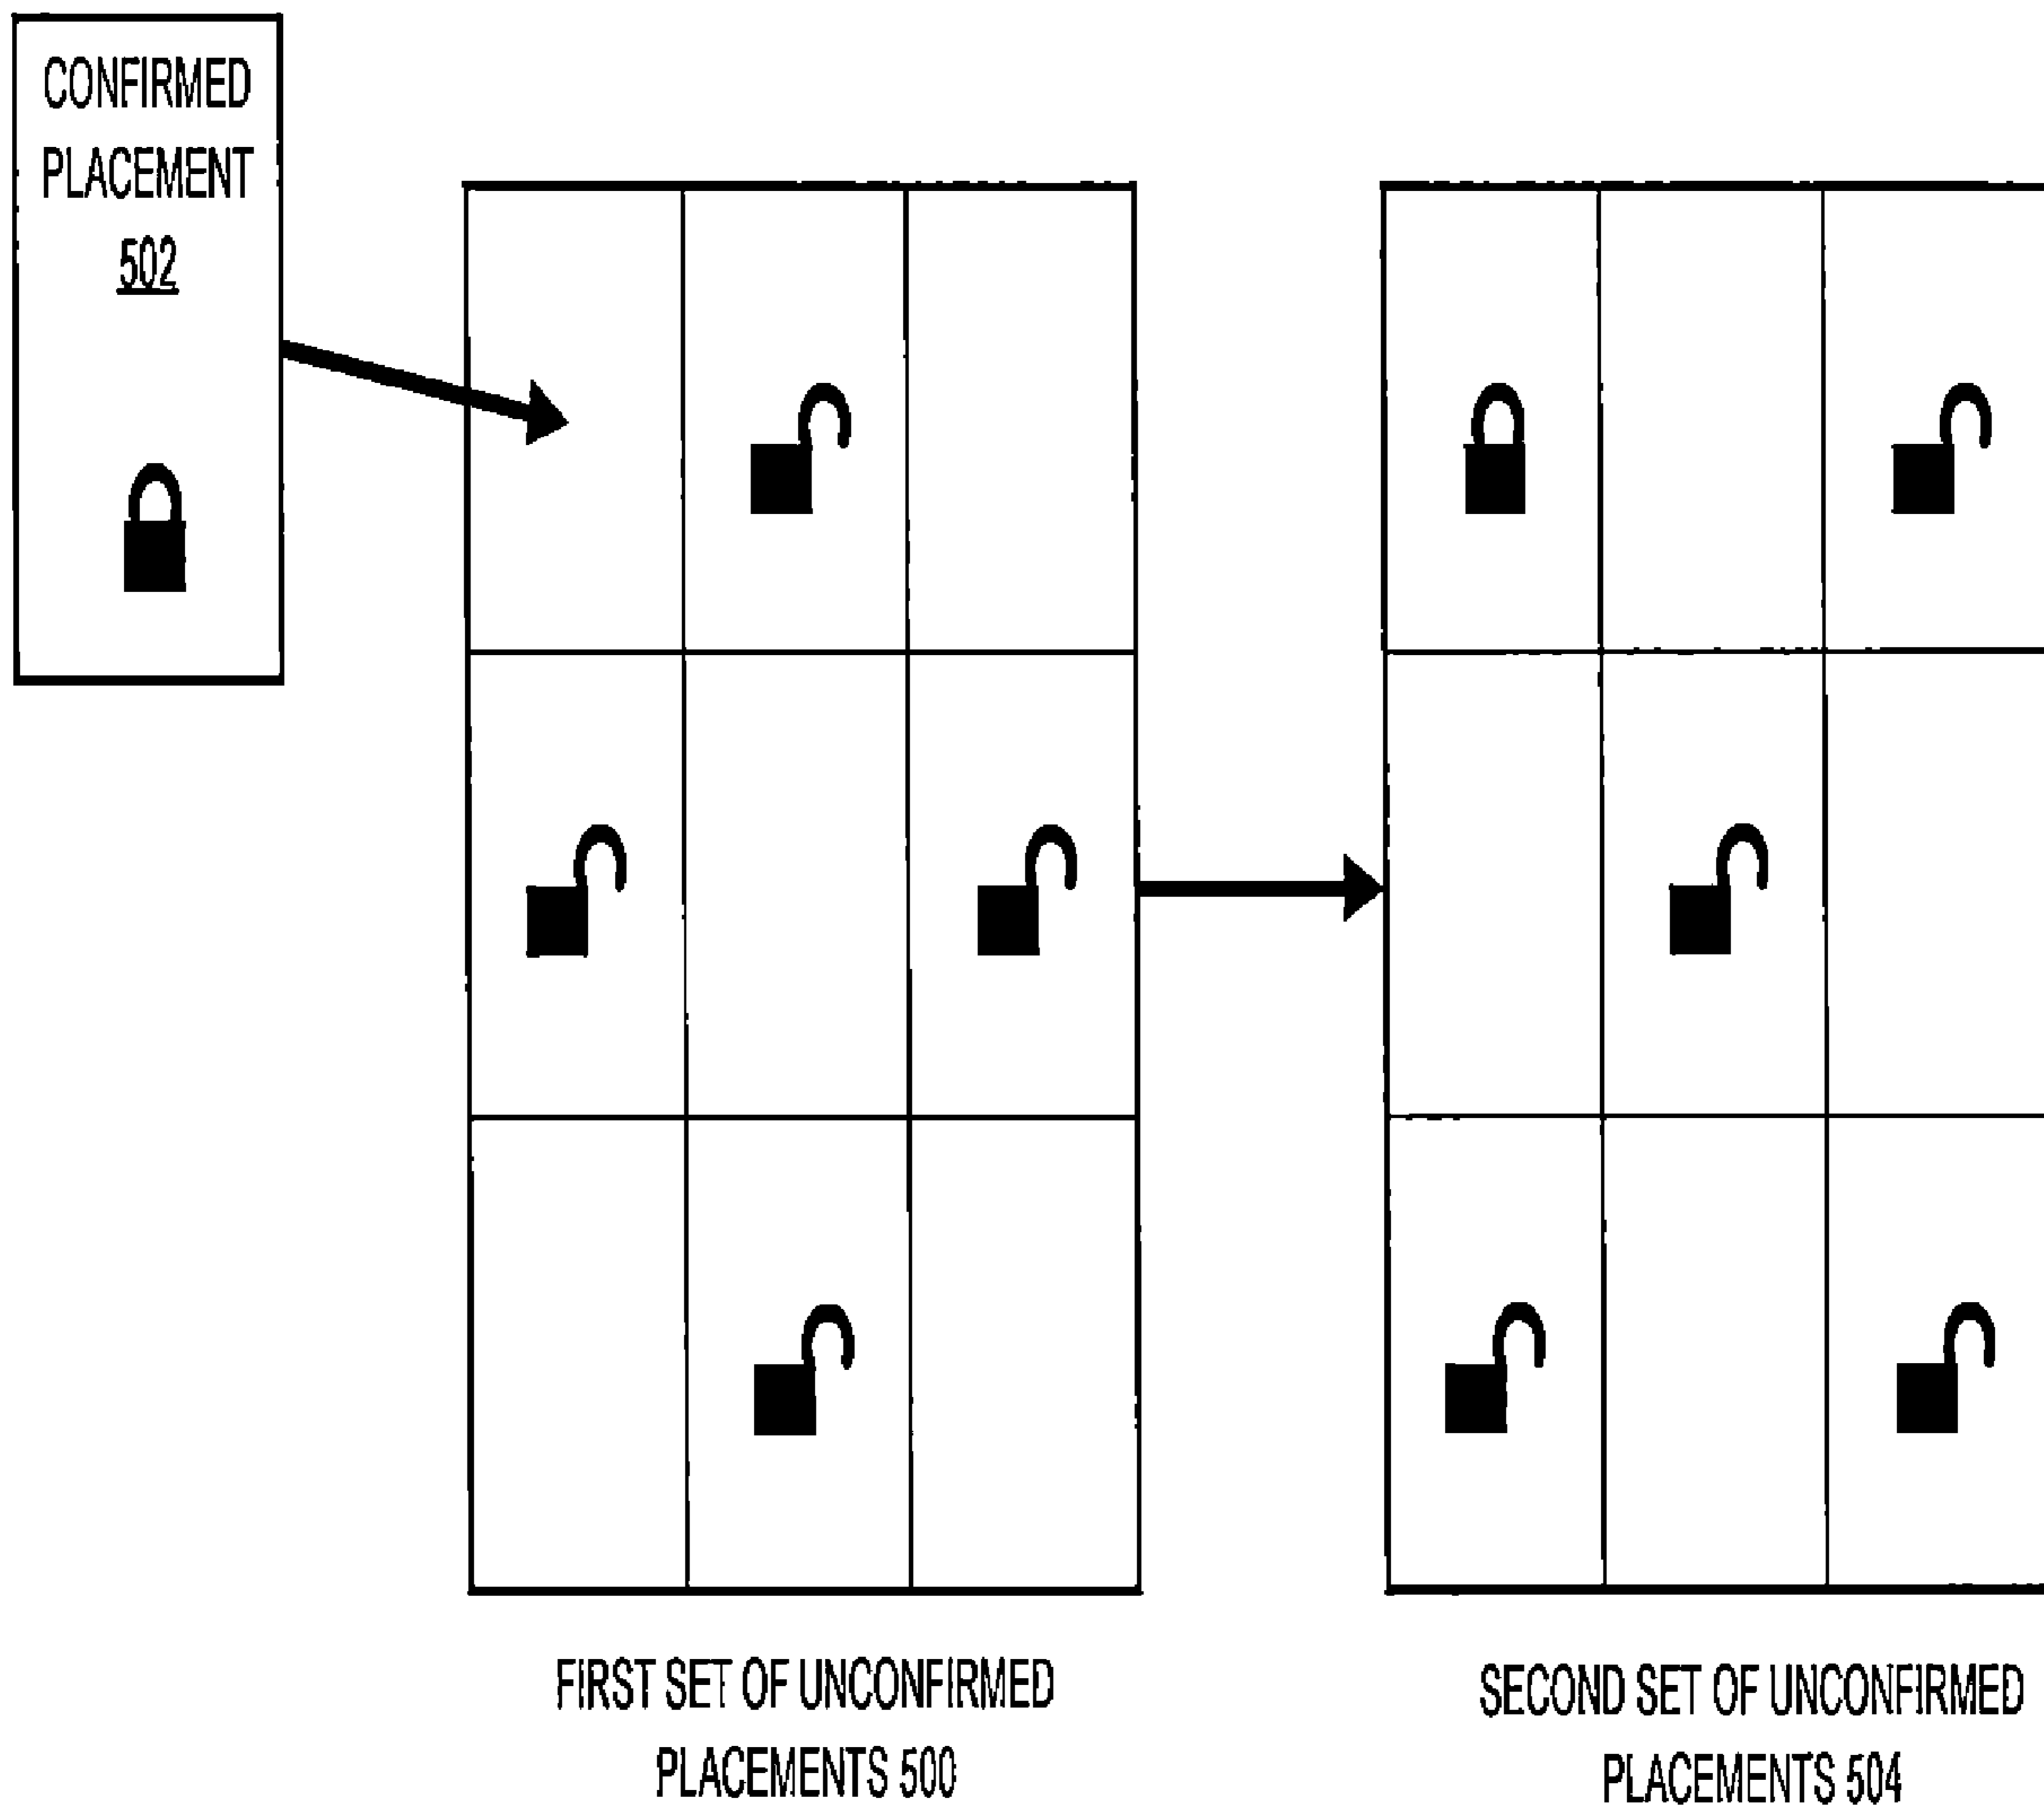 CONFIRMED
PLACEMENT
502
FIRST SET OF UNCONFIRMED
PLACEMENTS 500
SECOND SET OF UNCONFIRMED
PLACEMENTS 504